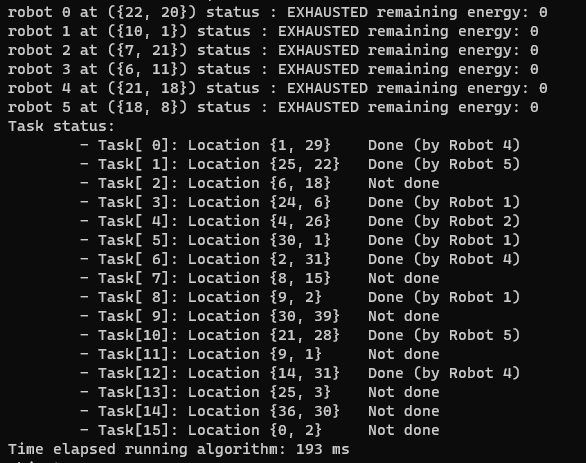 robot 0 at ({22, 20}) status : EXHAUSTED remaining energy: 0
robot 1 at ({10, 1}) status : EXHAUSTED remaining energy: 0
robot 2 at ({7, 21}) status : EXHAUSTED remaining energy: 0
robot 3 at ({6, 11}) status : EXHAUSTED remaining energy: 0
robot 4 at ({21, 18}) status : EXHAUSTED remaining energy: 0
robot 5 at ({18, 8}) status : EXHAUSTED remaining energy: 0
Task status:
- Task[ 0]: Location {1, 29} Done (by Robot 4)
- Task[ 1]: Location {25, 22} Done (by Robot 5)
- Task[ 2]: Location {6, 18} Not done
- Task[ 3]: Location {24, 6} Done (by Robot 1)
- Task[ 4]: Location {4, 26} Done (by Robot 2)
- Task[ 5]: Location {30, 1} Done (by Robot 1)
- Task[ 6]: Location {2, 31} Done (by Robot 4)
- Task[ 7]: Location {8, 15} Not done
- Task[ 8]: Location {9, 2} Done (by Robot 1)
- Task[ 9]: Location {30, 39} Not done
- Task[10]: Location {21, 28} Done (by Robot 5)
- Task[11]: Location {9, 1} Not done
- Task[12]: Location {14, 31} Done (by Robot 4)
- Task[13]: Location {25, 3} Not done
- Task[14]: Location {36, 30} Not done
- Task[15]: Location {0, 2} Not done
Time elapsed running algorithm: 193 ms